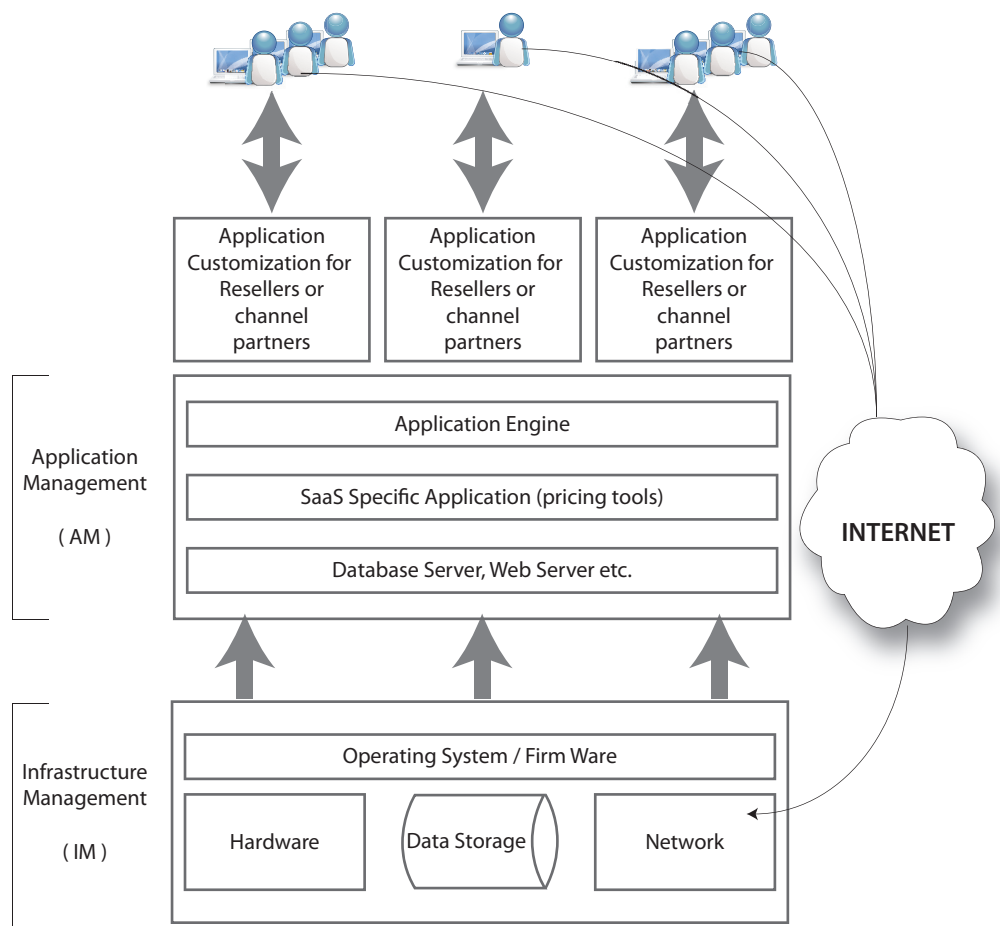 Application
Customization for
Resellers or
channel
partners
Application
Customization for
Resellers or
channel
partners
Application
Customization for
Resellers or
channel
partners
Application
Management
( AM )
Application Engine
SaaS Specific Application (pricing tools)
Database Server, Web Server etc.
INTERNET
Infrastructure
Management
( IM )
Operating System / Firm Ware
Hardware
Data Storage
Network